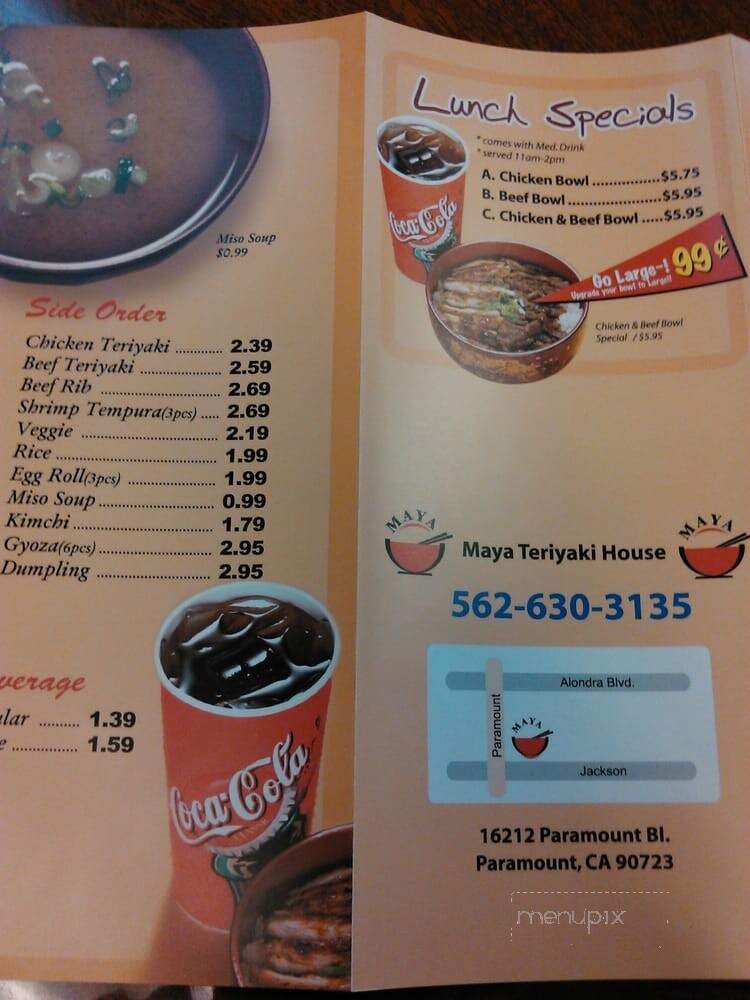 Miso Soup
$0.99
Side Order
Chicken Teriyaki ............ 2.39
Beef Teriyaki .................. 2.59
Beef Rib ......................... 2.69
Shrimp Tempura(3pcs) ..... 2.69
Veggie ............................ 2.19
Rice ................................. 1.99
Egg Roll(3pcs) .................. 1.99
Miso Soup ........................ 0.99
Kimchi .............................. 1.79
Gyoza(6pcs) ...................... 2.95
Dumpling ......................... 2.95
verage
ular .......... 1.39
e ................ 1.59
Coca-Cola
Lunch Specials
* comes with Med. Drink
* served 11am-2pm
A. Chicken Bowl ................$5.75
B. Beef Bowl ......................$5.95
C. Chicken & Beef Bowl .....$5.95
Coca-Cola
Go Large~! 99¢
Upgrade your bowl to Large!!
Chicken & Beef Bowl
Special / $5.95
MAYA
Maya Teriyaki House
MAYA
562-630-3135
Alondra Blvd.
Paramount
MAYA
Jackson
16212 Paramount Bl.
Paramount, CA 90723
menupix